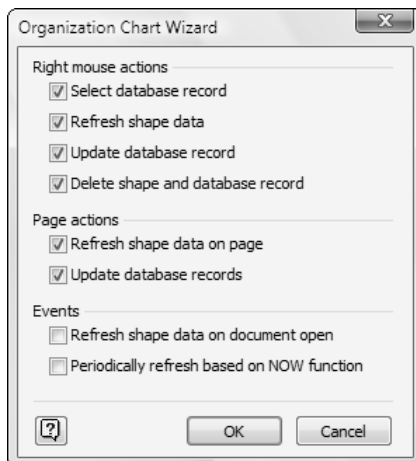 Organization Chart Wizard
Right mouse actions
Select database record
Refresh shape data
Update database record
Delete shape and database record
Page actions
Refresh shape data on page
Update database records
Events
Refresh shape data on document open
Periodically refresh based on NOW function
OK Cancel